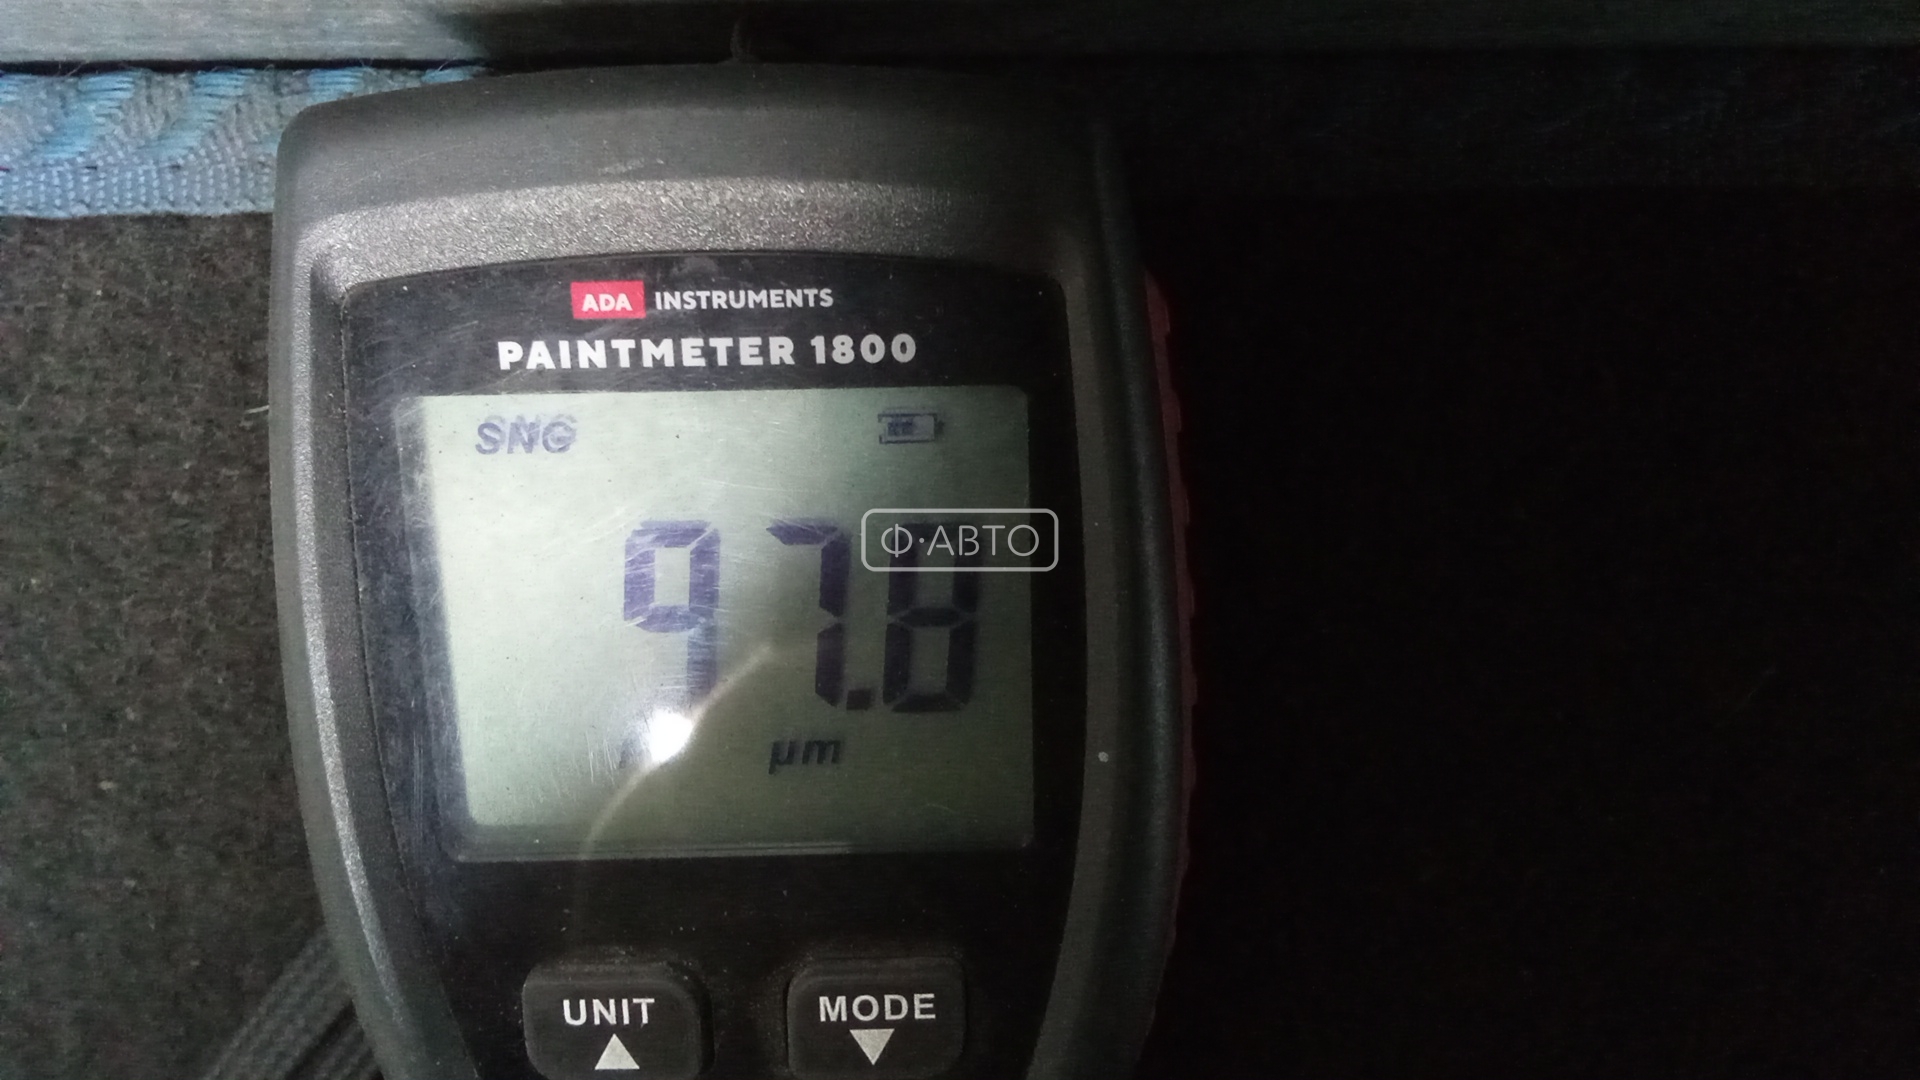 ADA INSTRUMENTS
PAINTMETER 1800
SNG
97.8
Ф·АВТО
µm
UNIT
MODE